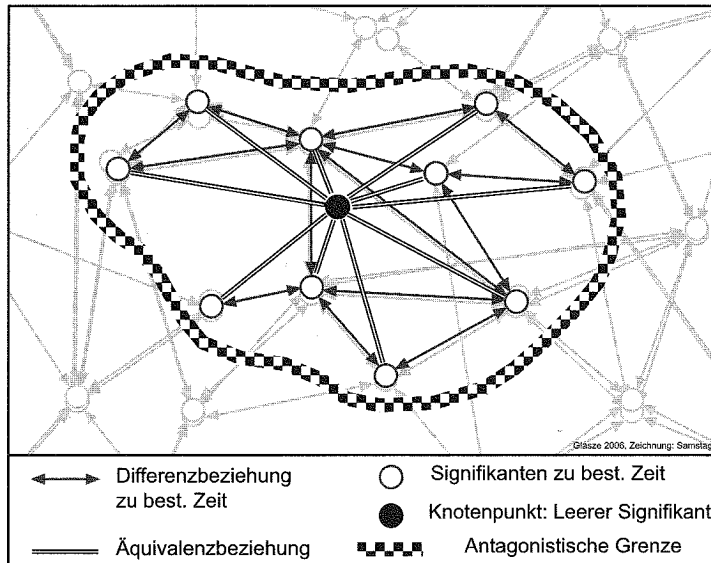 Glasze 2006, Zeichnung: Samstag
Differenzbeziehung
zu best. Zeit
Signifikanten zu best. Zeit
Knotenpunkt: Leerer Signifikant
Äquivalenzbeziehung
Antagonistische Grenze